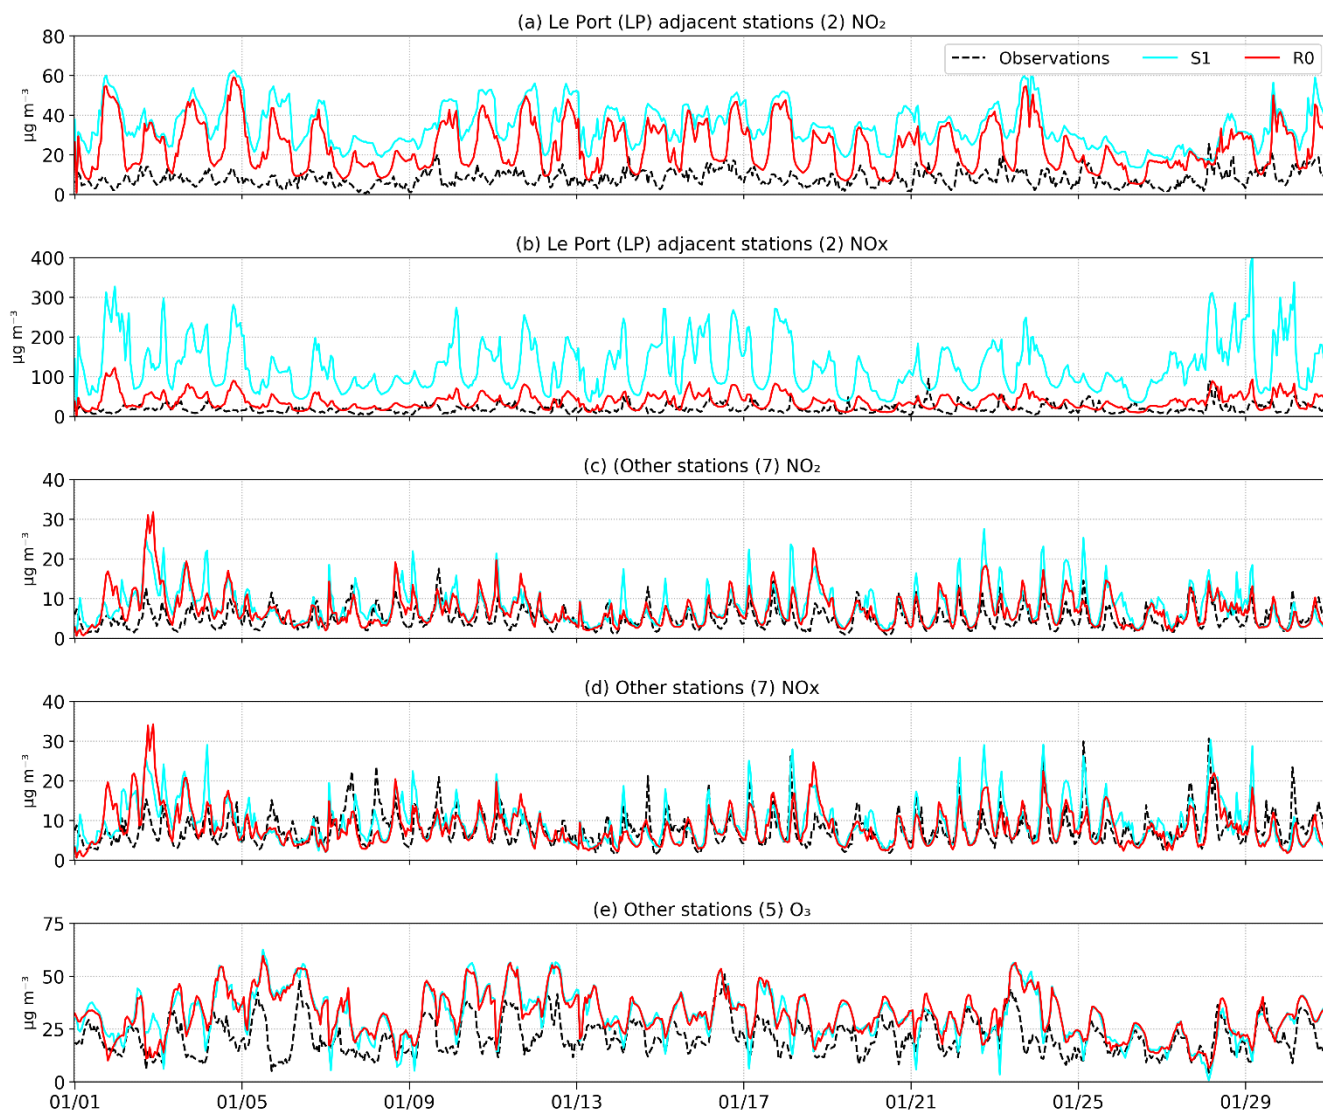 (a) Le Port (LP) adjacent stations (2) NO₂
80
60
40
20
0
µg m⁻³
Observations S1 R0
(b) Le Port (LP) adjacent stations (2) NOx
400
300
200
100
0
µg m⁻³
(c) (Other stations (7) NO₂
40
30
20
10
0
µg m⁻³
(d) Other stations (7) NOx
40
30
20
10
0
µg m⁻³
(e) Other stations (5) O₃
75
50
25
0
µg m⁻³
01/01 01/05 01/09 01/13 01/17 01/21 01/25 01/29